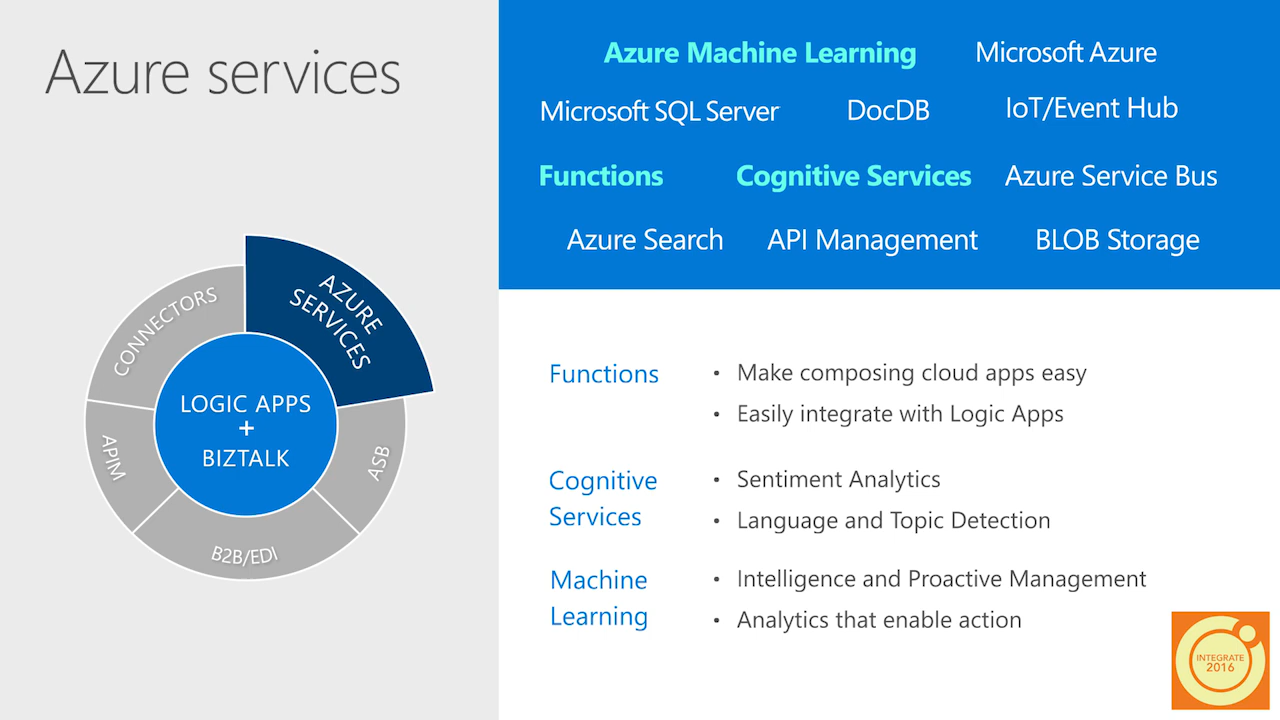 Azure services
Azure Machine Learning
Microsoft Azure
Microsoft SQL Server
DocDB
IoT/Event Hub
Functions
Cognitive Services
Azure Service Bus
Azure Search
API Management
BLOB Storage
CONNECTORS
AZURE
SERVICES
LOGIC APPS
+
BIZTALK
APIM
ASB
B2B/EDI
Functions
• Make composing cloud apps easy
• Easily integrate with Logic Apps
Cognitive
Services
• Sentiment Analytics
• Language and Topic Detection
Machine
Learning
• Intelligence and Proactive Management
• Analytics that enable action
INTEGRATE
2016